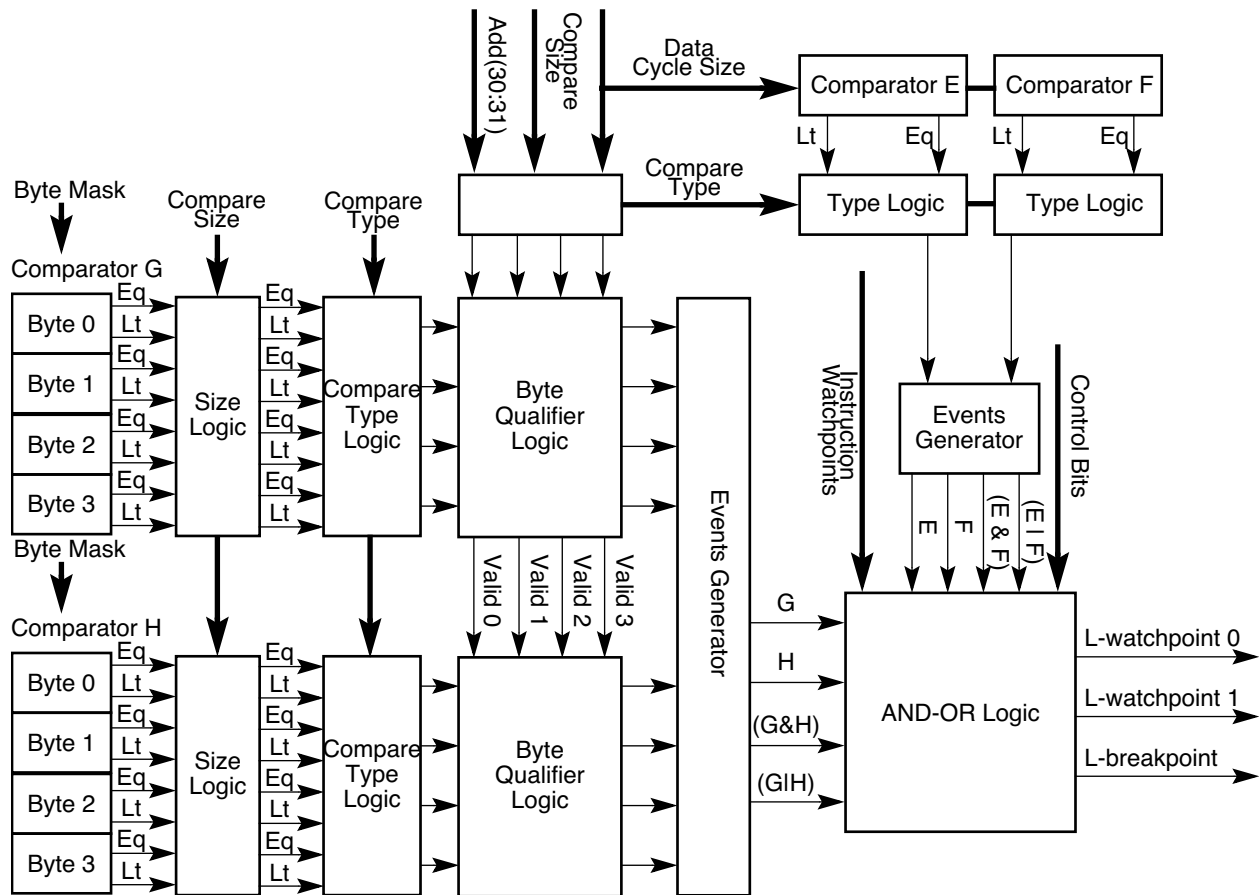 Add(30:31)
Compare
Size
Data
Cycle Size
Comparator E
Comparator F
Lt
Eq
Lt
Eq
Compare
Type
Type Logic
Type Logic
Byte Mask
Compare
Size
Compare
Type
Comparator G
Byte 0
Byte 1
Byte 2
Byte 3
Eq
Lt
Eq
Lt
Eq
Lt
Eq
Lt
Size
Logic
Eq
Lt
Eq
Lt
Eq
Lt
Eq
Lt
Compare
Type
Logic
Byte
Qualifier
Logic
Instruction
Watchpoints
Events
Generator
Control Bits
E
F
(E & F)
(E | F)
Byte Mask
Valid 0
Valid 1
Valid 2
Valid 3
Events Generator
Comparator H
Byte 0
Byte 1
Byte 2
Byte 3
Eq
Lt
Eq
Lt
Eq
Lt
Eq
Lt
Size
Logic
Eq
Lt
Eq
Lt
Eq
Lt
Eq
Lt
Compare
Type
Logic
Byte
Qualifier
Logic
G
H
(G&H)
(G|H)
AND-OR Logic
L-watchpoint 0
L-watchpoint 1
L-breakpoint